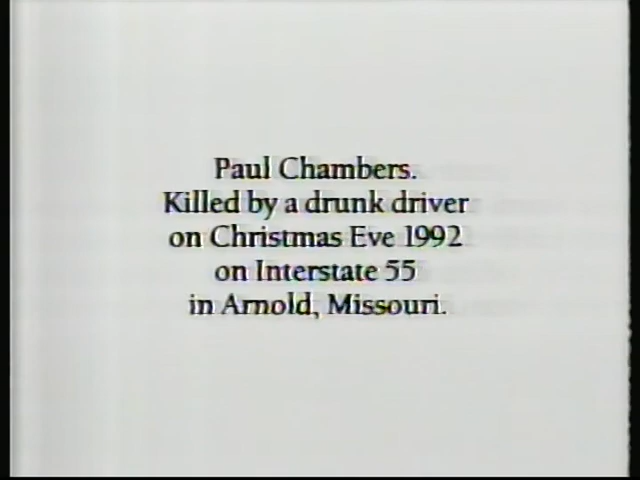 Paul Chambers.
Killed by a drunk driver
on Christmas Eve 1992
on Interstate 55
in Arnold, Missouri.